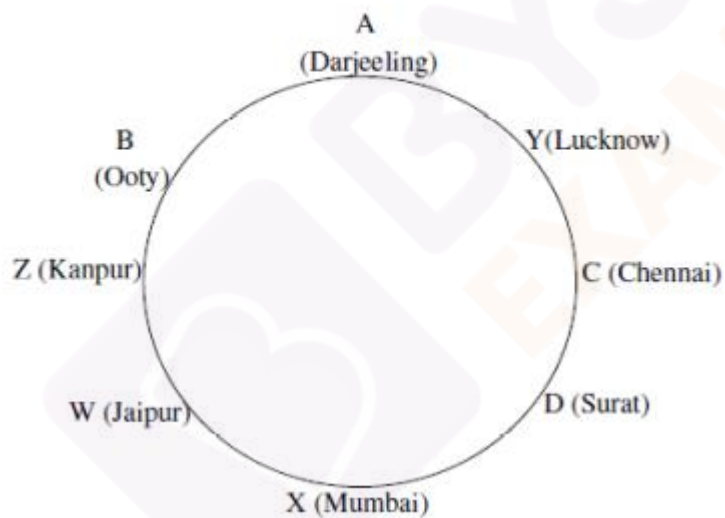 A
(Darjeeling)
B
(Ooty)
Y(Lucknow)
Z (Kanpur)
C (Chennai)
W (Jaipur)
D (Surat)
X (Mumbai)